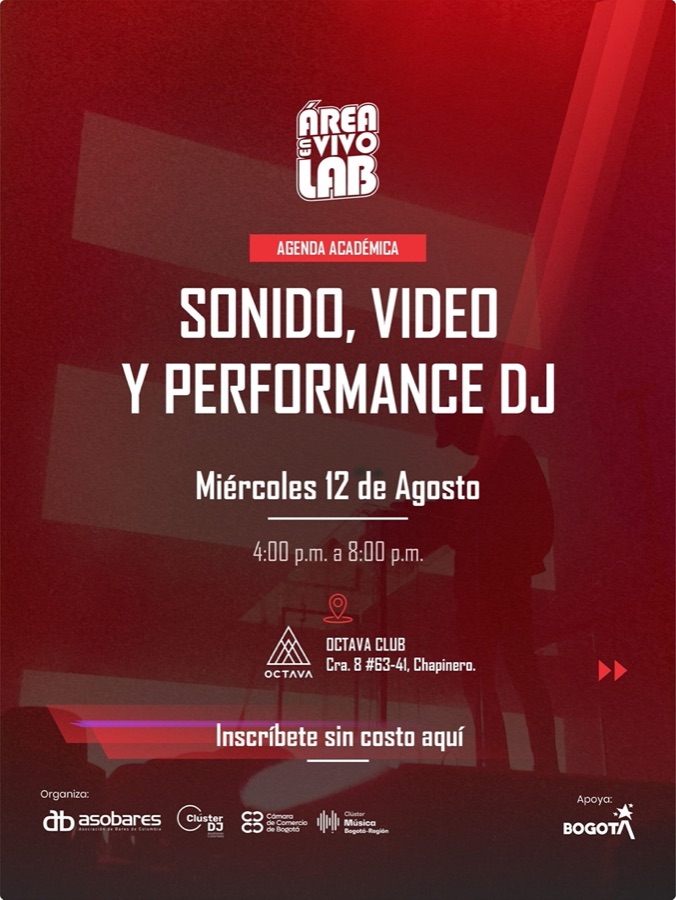 ÁREA
EN VIVO
LAB
AGENDA ACADÉMICA
SONIDO, VIDEO
Y PERFORMANCE DJ
Miércoles 12 de Agosto
4:00 p.m. a 8:00 p.m.
OCTAVA
OCTAVA CLUB
Cra. 8 #63-41, Chapinero.
Inscríbete sin costo aquí
Organiza:
asobares
Asociación de Bares de Colombia
Clúster
DJ
Cámara
de Comercio
de Bogotá
Clúster
Música
Bogotá-Región
Apoya:
BOGOTÁ